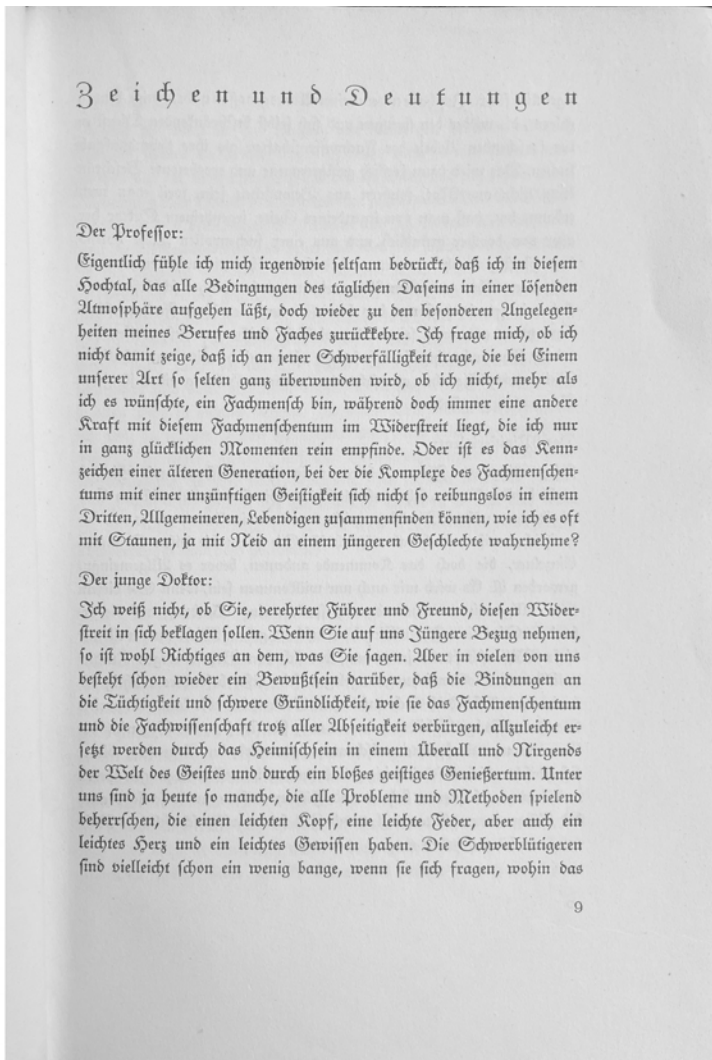 Zeichen und Deutungen
Der Professor:
Eigentlich fühle ich mich irgendwie seltsam bedrückt, daß ich in diesem
Hochtal, das alle Bedingungen des täglichen Daseins in einer lösenden
Atmosphäre aufgehen läßt, doch wieder zu den besonderen Angelegen-
heiten meines Berufes und Faches zurückkehre. Ich frage mich, ob ich
nicht damit zeige, daß ich an jener Schwerfälligkeit trage, die bei Einem
unserer Art so selten ganz überwunden wird, ob ich nicht, mehr als
ich es wünschte, ein Fachmensch bin, während doch immer eine andere
Kraft mit diesem Fachmenschentum im Widerstreit liegt, die ich nur
in ganz glücklichen Momenten rein empfinde. Oder ist es das Kenn-
zeichen einer älteren Generation, bei der die Komplexe des Fachmenschen-
tums mit einer unzünftigen Geistigkeit sich nicht so reibungslos in einem
Dritten, Allgemeineren, Lebendigen zusammenfinden können, wie ich es oft
mit Staunen, ja mit Neid an einem jüngeren Geschlechte wahrnehme?
Der junge Doktor:
Ich weiß nicht, ob Sie, verehrter Führer und Freund, diesen Wider-
streit in sich beklagen sollen. Wenn Sie auf uns Jüngere Bezug nehmen,
so ist wohl Richtiges an dem, was Sie sagen. Aber in vielen von uns
besteht schon wieder ein Bewußtsein darüber, daß die Bindungen an
die Tüchtigkeit und schwere Gründlichkeit, wie sie das Fachmenschentum
und die Fachwissenschaft trotz aller Abseitigkeit verbürgen, allzuleicht er-
setzt werden durch das Heimischsein in einem Überall und Nirgends
der Welt des Geistes und durch ein bloßes geistiges Genießertum. Unter
uns sind ja heute so manche, die alle Probleme und Methoden spielend
beherrschen, die einen leichten Kopf, eine leichte Feder, aber auch ein
leichtes Herz und ein leichtes Gewissen haben. Die Schwerblütigeren
sind vielleicht schon ein wenig bange, wenn sie sich fragen, wohin das
9